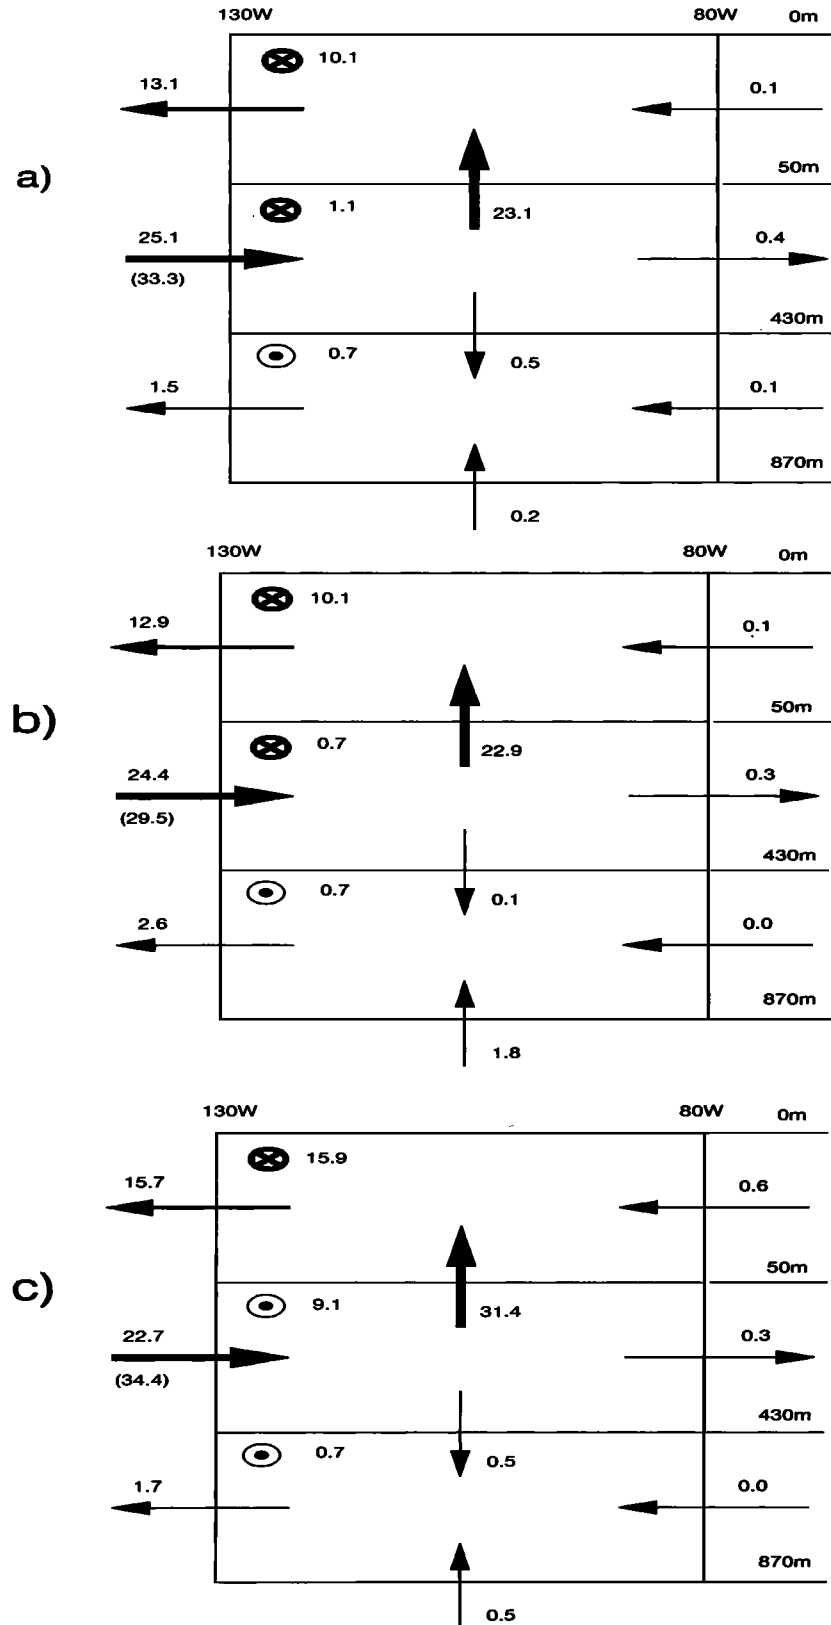 130W 80W 0m
10.1
13.1 0.1
50m
a)
1.1 23.1
25.1 0.4
(33.3)
430m
0.7 0.5
1.5 0.1
870m
0.2
130W 80W 0m
10.1
12.9 0.1
50m
b)
0.7 22.9
24.4 0.3
(29.5)
430m
0.7 0.1
2.6 0.0
870m
1.8
130W 80W 0m
15.9
15.7 0.6
50m
c)
9.1 31.4
22.7 0.3
(34.4)
430m
0.7 0.5
1.7 0.0
870m
0.5